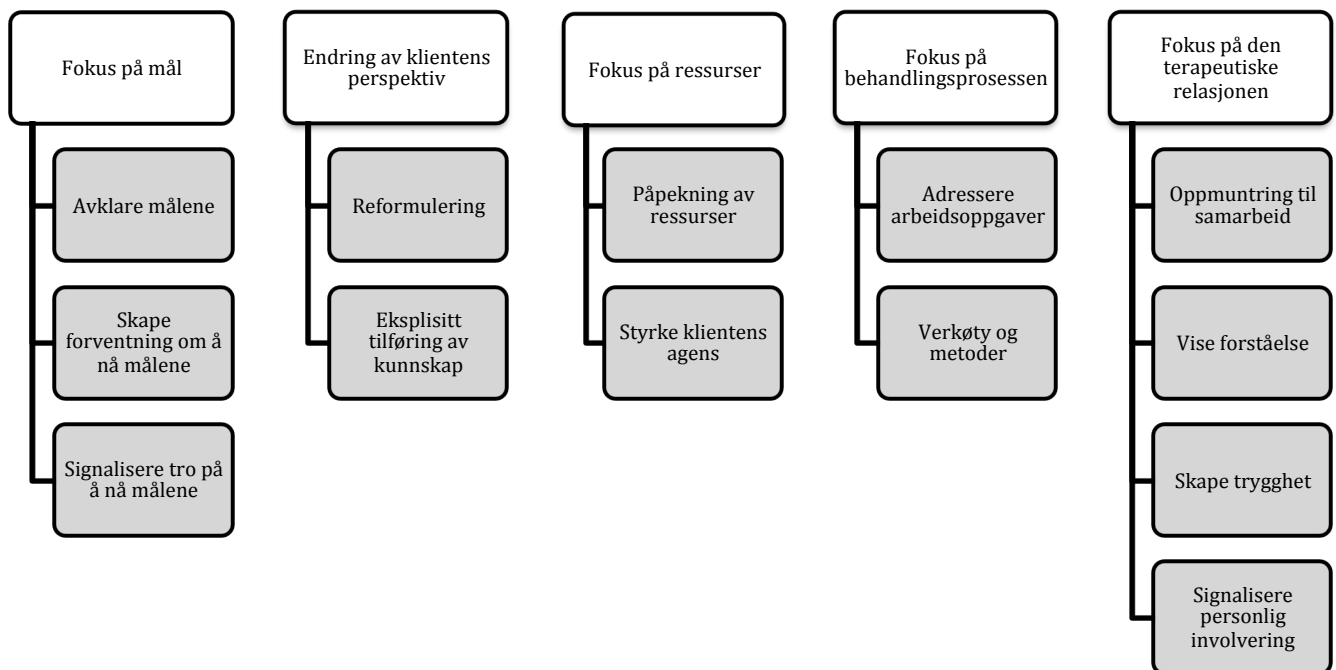 Fokus på mål
Avklare målene
Skape
forventning om å
nå målene
Signalisere tro på
å nå målene
Endring av klientens
perspektiv
Reformulering
Eksplisitt
tilføring av
kunnskap
Fokus på ressurser
Påpekning av
ressurser
Styrke klientens
agens
Fokus på
behandlingsprosessen
Adressere
arbeidsoppgaver
Verkøty og
metoder
Fokus på den
terapeutiske
relasjonen
Oppmuntring til
samarbeid
Vise forståelse
Skape trygghet
Signalisere
personlig
involvering